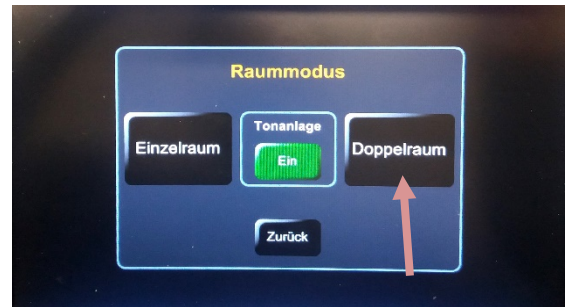 Raummodus
Einzelraum
Tonanlage
Ein
Doppelraum
Zurück